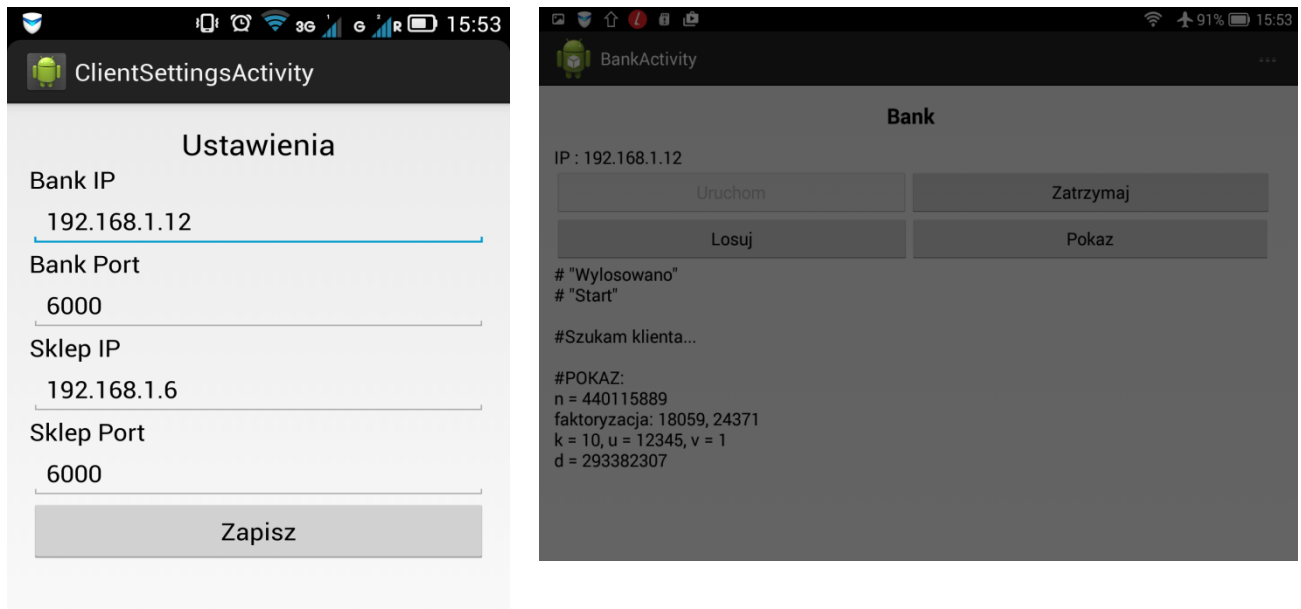 3G G R 15:53
ClientSettingsActivity
Ustawienia
Bank IP
192.168.1.12
Bank Port
6000
Sklep IP
192.168.1.6
Sklep Port
6000
Zapisz
91% 15:53
BankActivity
Bank
IP : 192.168.1.12
Uruchom Zatrzymaj
Losuj Pokaz
# "Wylosowano"
# "Start"
#Szukam klienta...
#POKAZ:
n = 440115889
faktoryzacja: 18059, 24371
k = 10, u = 12345, v = 1
d = 293382307